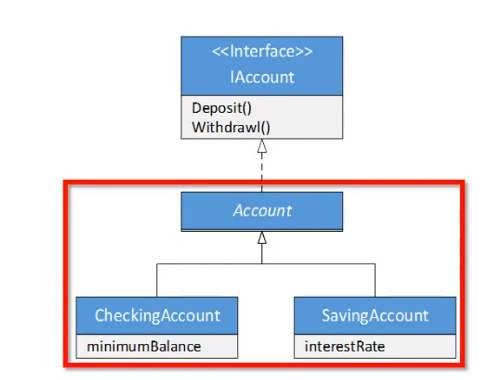 <<Interface>>
IAccount
Deposit()
Withdrawl()
Account
CheckingAccount
SavingAccount
minimumBalance
interestRate